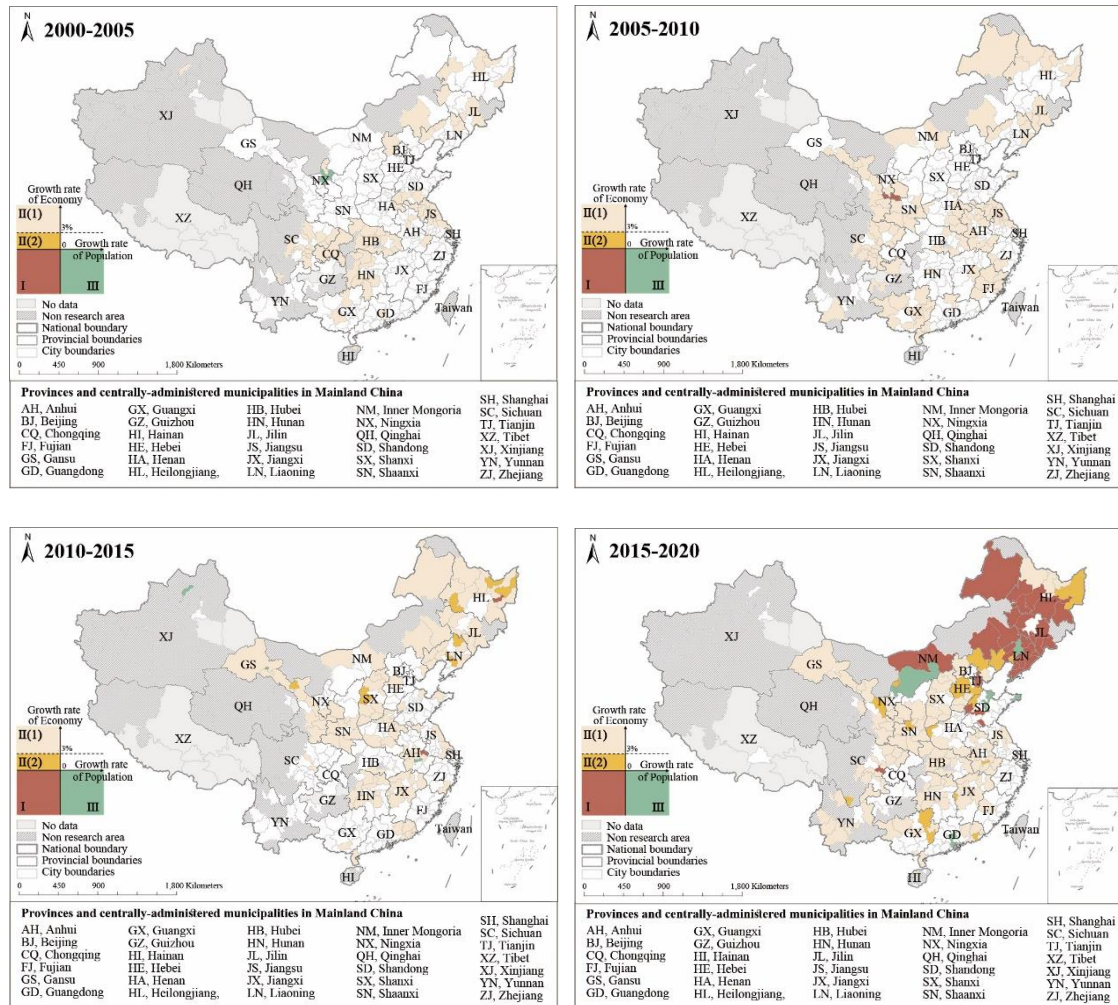 N
2000-2005
XJ
GS
QH
XZ
NM
NX
SX
SN
HE
BJ
TJ
SD
HA
HL
JL
LN
JS
AH
SH
HB
SC
CQ
ZJ
HN
JX
GZ
FJ
YN
GX
GD
HI
Taiwan
Growth rate
of Economy
II(1)
3%
II(2)
0
Growth rate
of Population
I
III
No data
Non research area
National boundary
Provincial boundaries
City boundaries
0 450 900 1,800 Kilometers
Provinces and centrally-administered municipalities in Mainland China
AH, Anhui GX, Guangxi HB, Hubei NM, Inner Mongoria SH, Shanghai
BJ, Beijing GZ, Guizhou HN, Hunan NX, Ningxia SC, Sichuan
CQ, Chongqing HI, Hainan JL, Jilin QH, Qinghai TJ, Tianjin
FJ, Fujian HE, Hebei JS, Jiangsu SD, Shandong XZ, Tibet
GS, Gansu HA, Henan JX, Jiangxi SX, Shanxi XJ, Xinjiang
GD, Guangdong HL, Heilongjiang, LN, Liaoning SN, Shaanxi YN, Yunnan
ZJ, Zhejiang
N
2005-2010
XJ
GS
QH
XZ
NM
NX
SX
SN
HE
BJ
TJ
SD
HA
HL
JL
LN
JS
AH
SH
HB
SC
CQ
ZJ
HN
JX
GZ
FJ
YN
GX
GD
HI
Taiwan
Growth rate
of Economy
II(1)
3%
II(2)
0
Growth rate
of Population
I
III
No data
Non research area
National boundary
Provincial boundaries
City boundaries
0 450 900 1,800 Kilometers
Provinces and centrally-administered municipalities in Mainland China
AH, Anhui GX, Guangxi HB, Hubei NM, Inner Mongoria SH, Shanghai
BJ, Beijing GZ, Guizhou HN, Hunan NX, Ningxia SC, Sichuan
CQ, Chongqing HI, Hainan JL, Jilin QH, Qinghai TJ, Tianjin
FJ, Fujian HE, Hebei JS, Jiangsu SD, Shandong XZ, Tibet
GS, Gansu HA, Henan JX, Jiangxi SX, Shanxi XJ, Xinjiang
GD, Guangdong HL, Heilongjiang, LN, Liaoning SN, Shaanxi YN, Yunnan
ZJ, Zhejiang
N
2010-2015
XJ
GS
QH
XZ
NM
NX
SX
SN
HE
BJ
TJ
SD
HA
HL
JL
LN
JS
AH
SH
HB
SC
CQ
ZJ
HN
JX
GZ
FJ
YN
GX
GD
HI
Taiwan
Growth rate
of Economy
II(1)
3%
II(2)
0
Growth rate
of Population
I
III
No data
Non research area
National boundary
Provincial boundaries
City boundaries
0 450 900 1,800 Kilometers
Provinces and centrally-administered municipalities in Mainland China
AH, Anhui GX, Guangxi HB, Hubei NM, Inner Mongoria SH, Shanghai
BJ, Beijing GZ, Guizhou HN, Hunan NX, Ningxia SC, Sichuan
CQ, Chongqing HI, Hainan JL, Jilin QH, Qinghai TJ, Tianjin
FJ, Fujian HE, Hebei JS, Jiangsu SD, Shandong XZ, Tibet
GS, Gansu HA, Henan JX, Jiangxi SX, Shanxi XJ, Xinjiang
GD, Guangdong HL, Heilongjiang, LN, Liaoning SN, Shaanxi YN, Yunnan
ZJ, Zhejiang
N
2015-2020
XJ
GS
QH
XZ
NM
NX
SX
SN
HE
BJ
TJ
SD
HA
HL
JL
LN
JS
AH
SH
HB
SC
CQ
ZJ
HN
JX
GZ
FJ
YN
GX
GD
HI
Taiwan
Growth rate
of Economy
II(1)
3%
II(2)
0
Growth rate
of Population
I
III
No data
Non research area
National boundary
Provincial boundaries
City boundaries
0 450 900 1,800 Kilometers
Provinces and centrally-administered municipalities in Mainland China
AH, Anhui GX, Guangxi HB, Hubei NM, Inner Mongoria SH, Shanghai
BJ, Beijing GZ, Guizhou HN, Hunan NX, Ningxia SC, Sichuan
CQ, Chongqing HI, Hainan JL, Jilin QH, Qinghai TJ, Tianjin
FJ, Fujian HE, Hebei JS, Jiangsu SD, Shandong XZ, Tibet
GS, Gansu HA, Henan JX, Jiangxi SX, Shanxi XJ, Xinjiang
GD, Guangdong HL, Heilongjiang, LN, Liaoning SN, Shaanxi YN, Yunnan
ZJ, Zhejiang